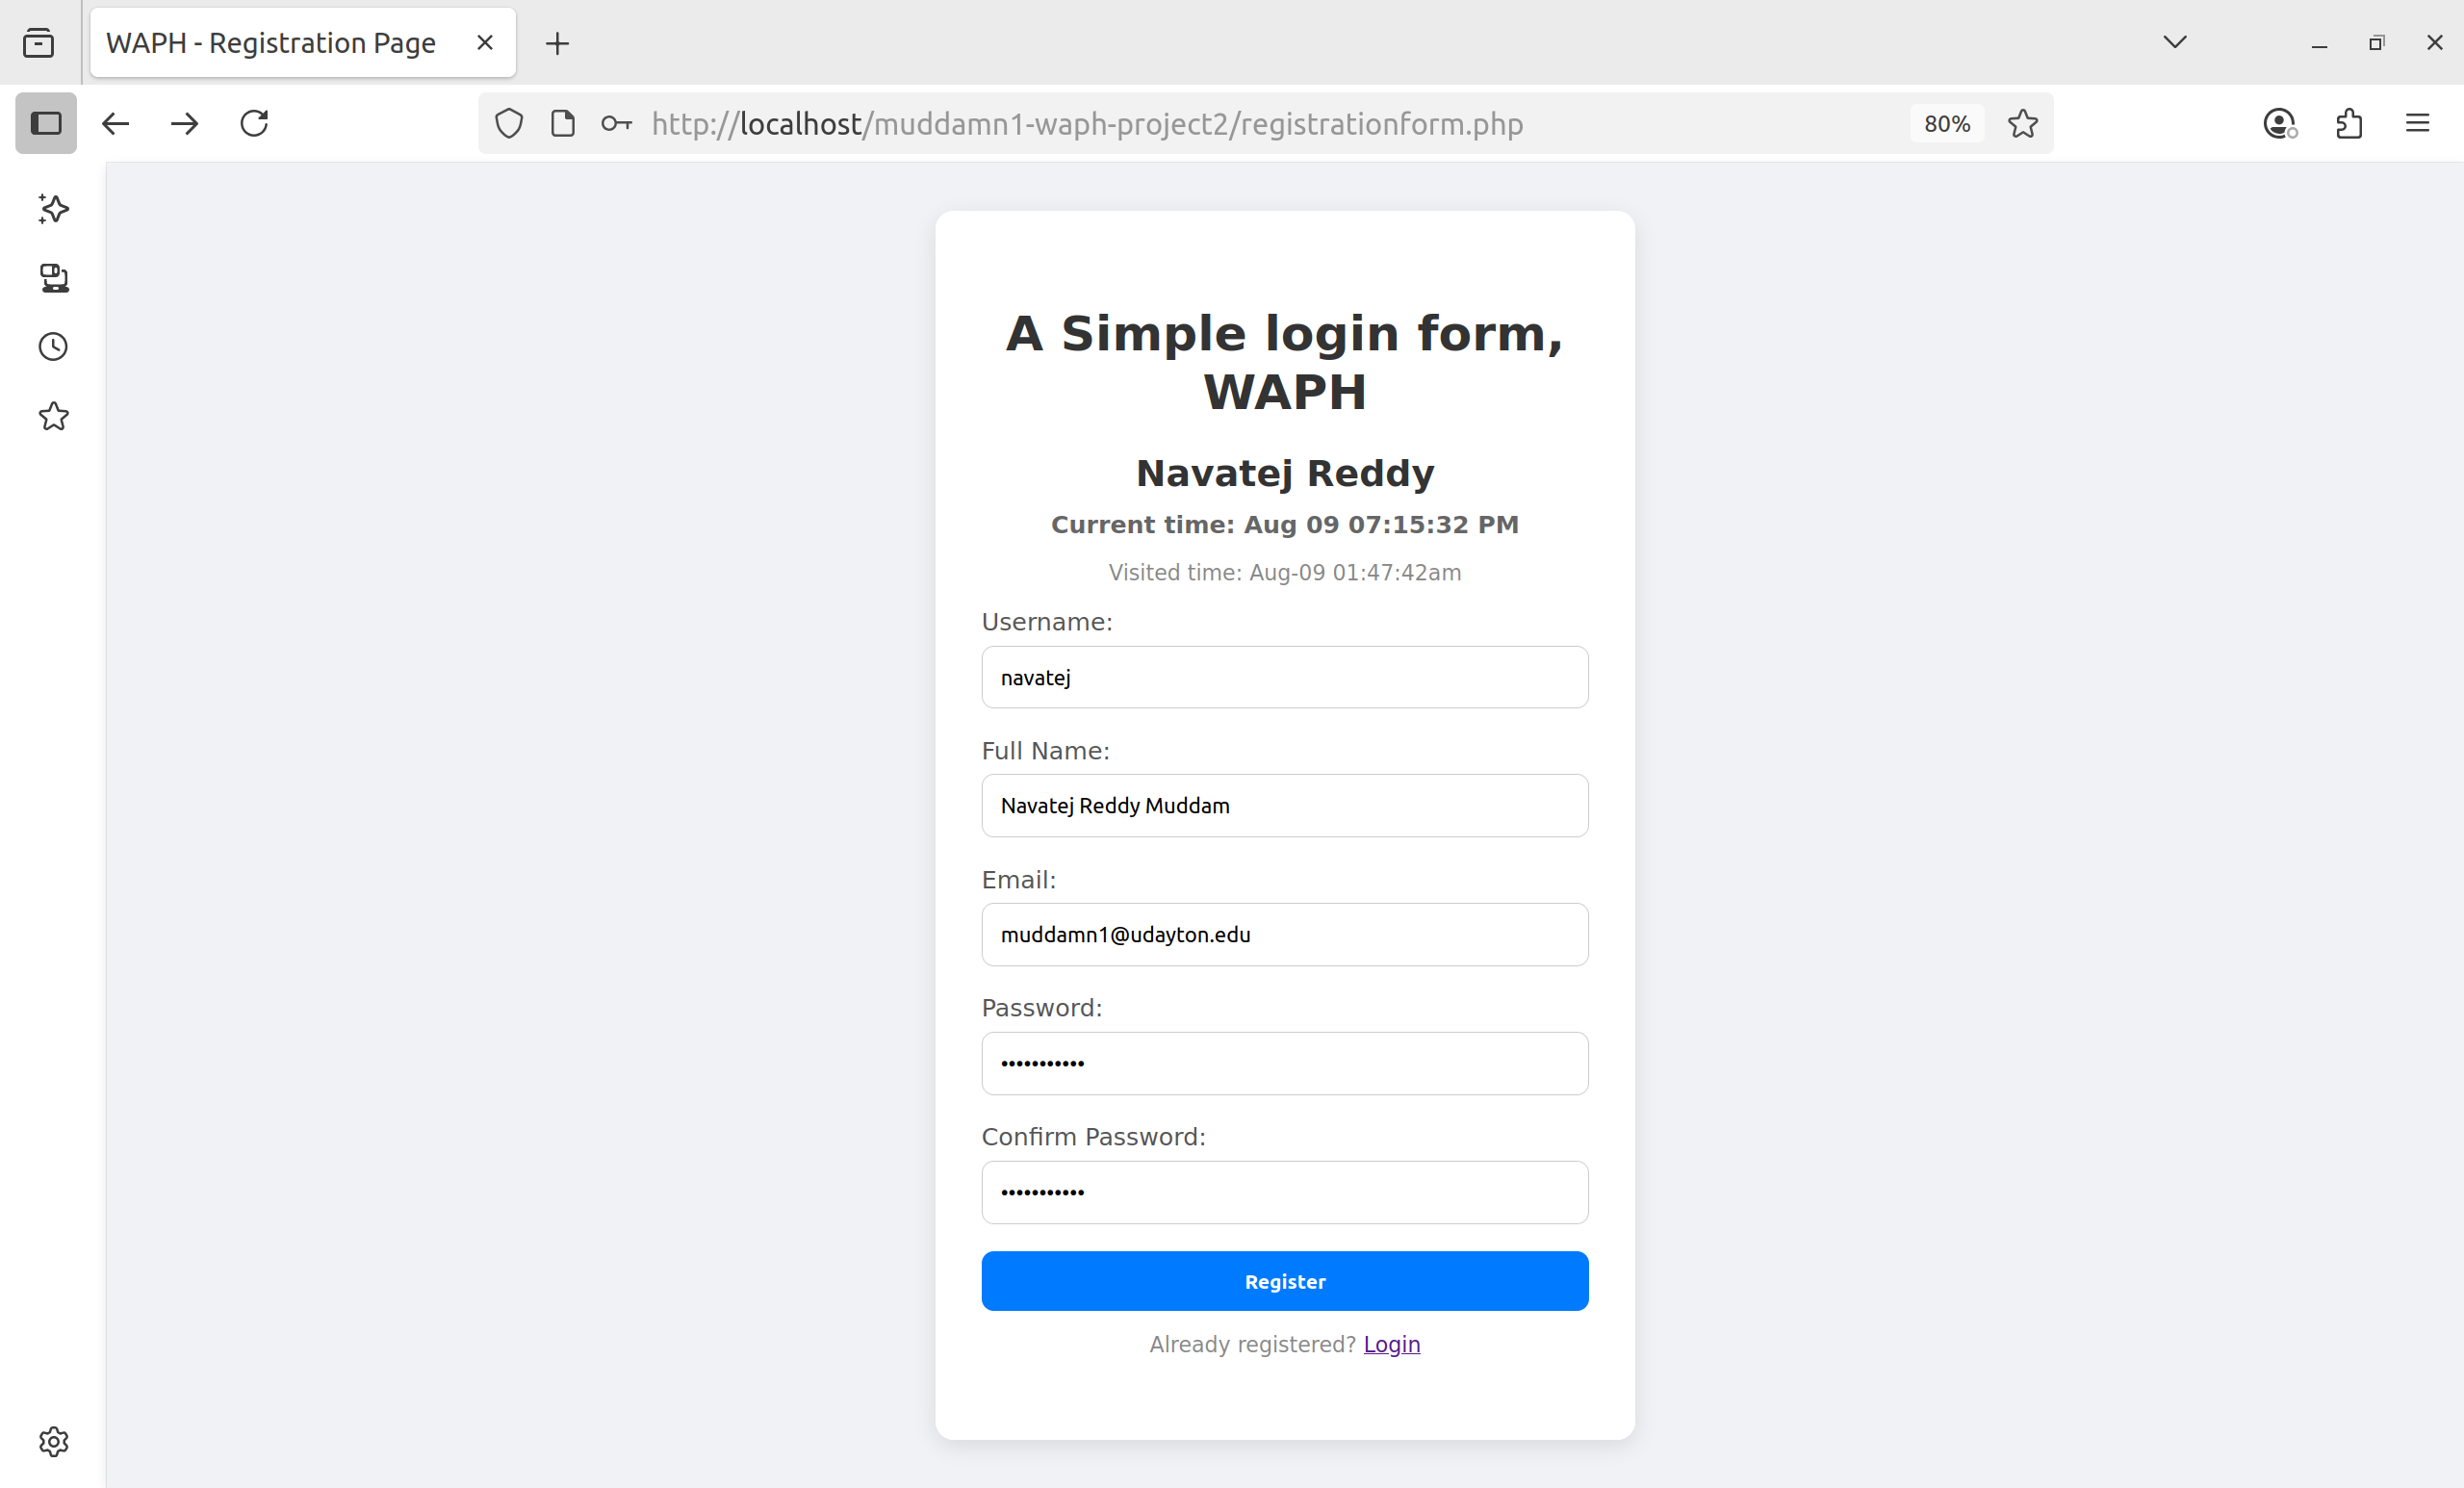 WAPH - Registration Page
http://localhost/muddamn1-waph-project2/registrationform.php
80%
A Simple login form,
WAPH
Navatej Reddy
Current time: Aug 09 07:15:32 PM
Visited time: Aug-09 01:47:42am
Username:
navatej
Full Name:
Navatej Reddy Muddam
Email:
muddamn1@udayton.edu
Password:
•••••••••••
Confirm Password:
•••••••••••
Register
Already registered? Login